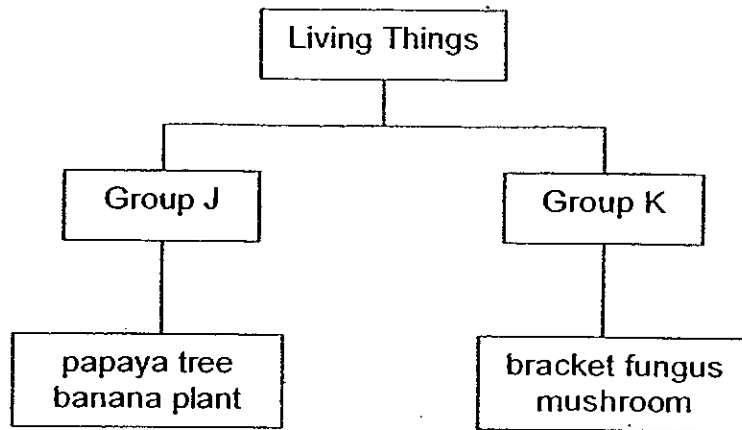 Living Things
Group J
Group K
papaya tree
banana plant
bracket fungus
mushroom